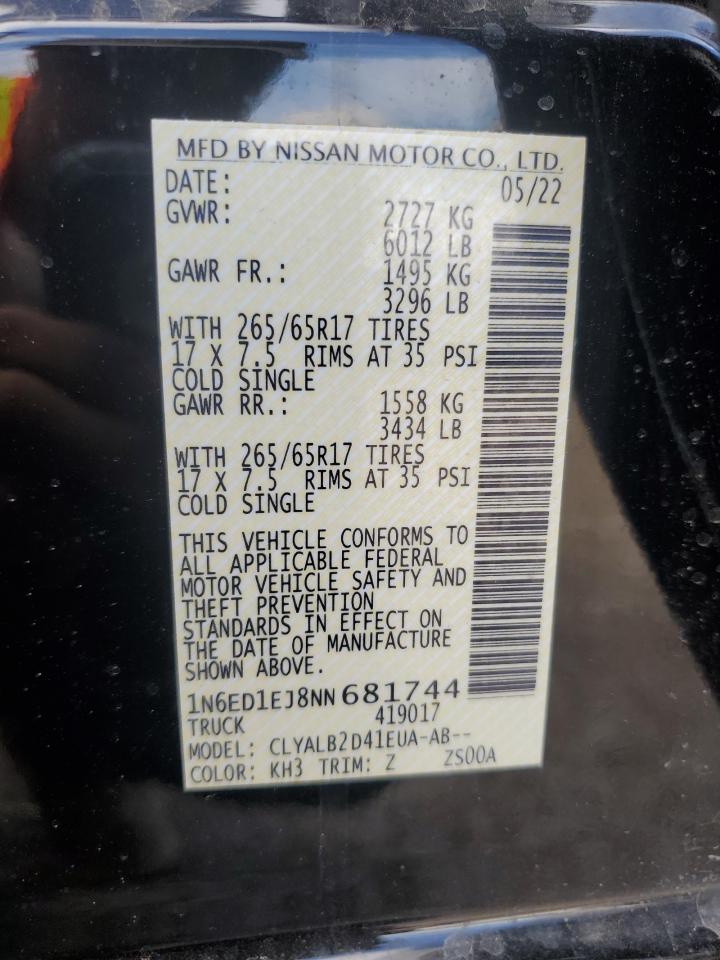 MFD BY NISSAN MOTOR CO., LTD.
DATE: 05/22
GVWR: 2727 KG
6012 LB
GAWR FR.: 1495 KG
3296 LB
WITH 265/65R17 TIRES
17 X 7.5 RIMS AT 35 PSI
COLD SINGLE
GAWR RR.: 1558 KG
3434 LB
WITH 265/65R17 TIRES
17 X 7.5 RIMS AT 35 PSI
COLD SINGLE
THIS VEHICLE CONFORMS TO
ALL APPLICABLE FEDERAL
MOTOR VEHICLE SAFETY AND
THEFT PREVENTION
STANDARDS IN EFFECT ON
THE DATE OF MANUFACTURE
SHOWN ABOVE.
1N6ED1EJ8NN681744
TRUCK 419017
MODEL: CLYALB2D41EUA-AB--
COLOR: KH3 TRIM: Z ZS00A